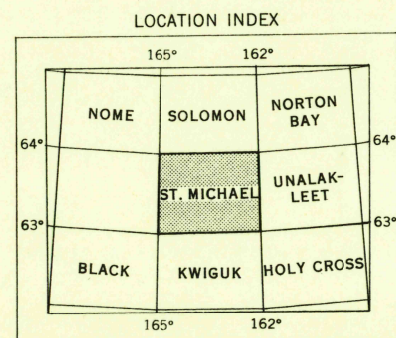 LOCATION INDEX
165° 162°
NOME SOLOMON NORTON
BAY
64° 64°
ST. MICHAEL UNALAK-
LEET
63° 63°
BLACK KWIGUK HOLY CROSS
165° 162°